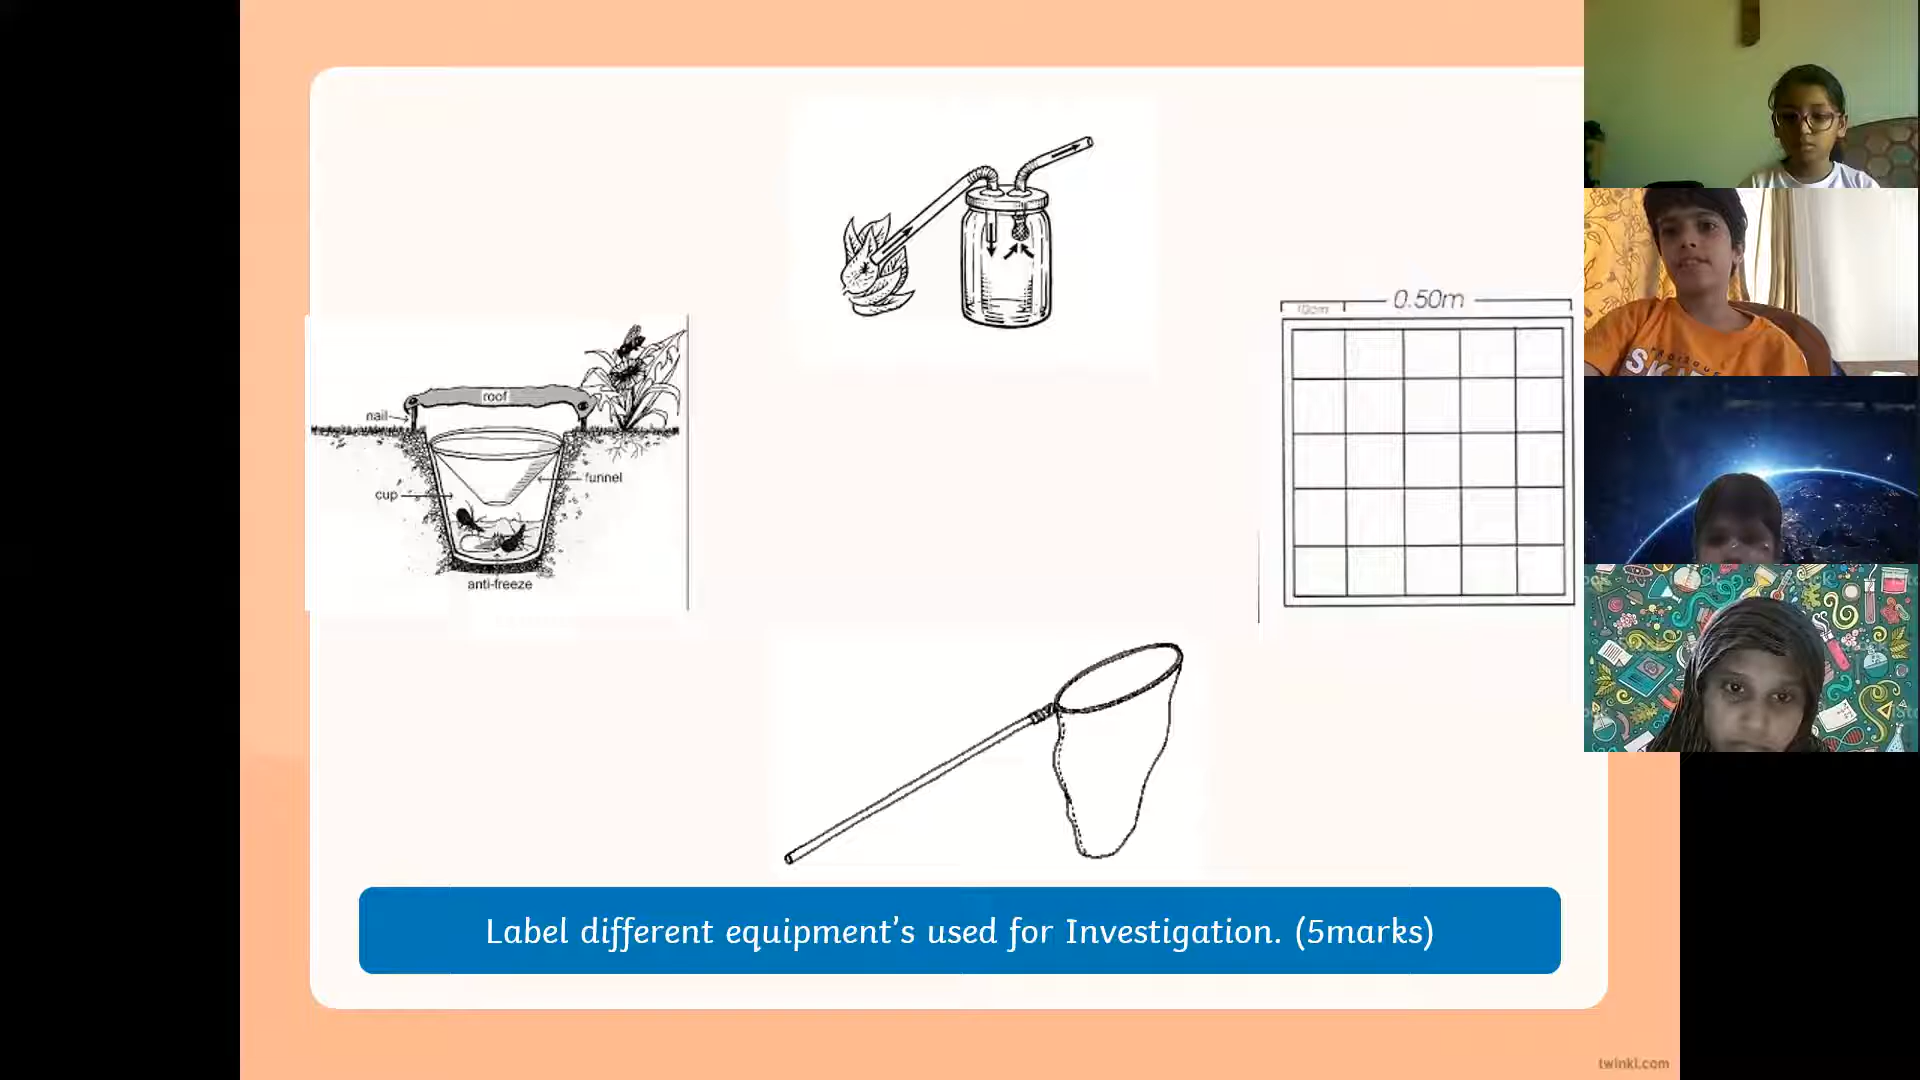 10cm
0.50m
roof
nail
funnel
cup
anti-freeze
Label different equipment's used for Investigation. (5marks)
twinkl.com